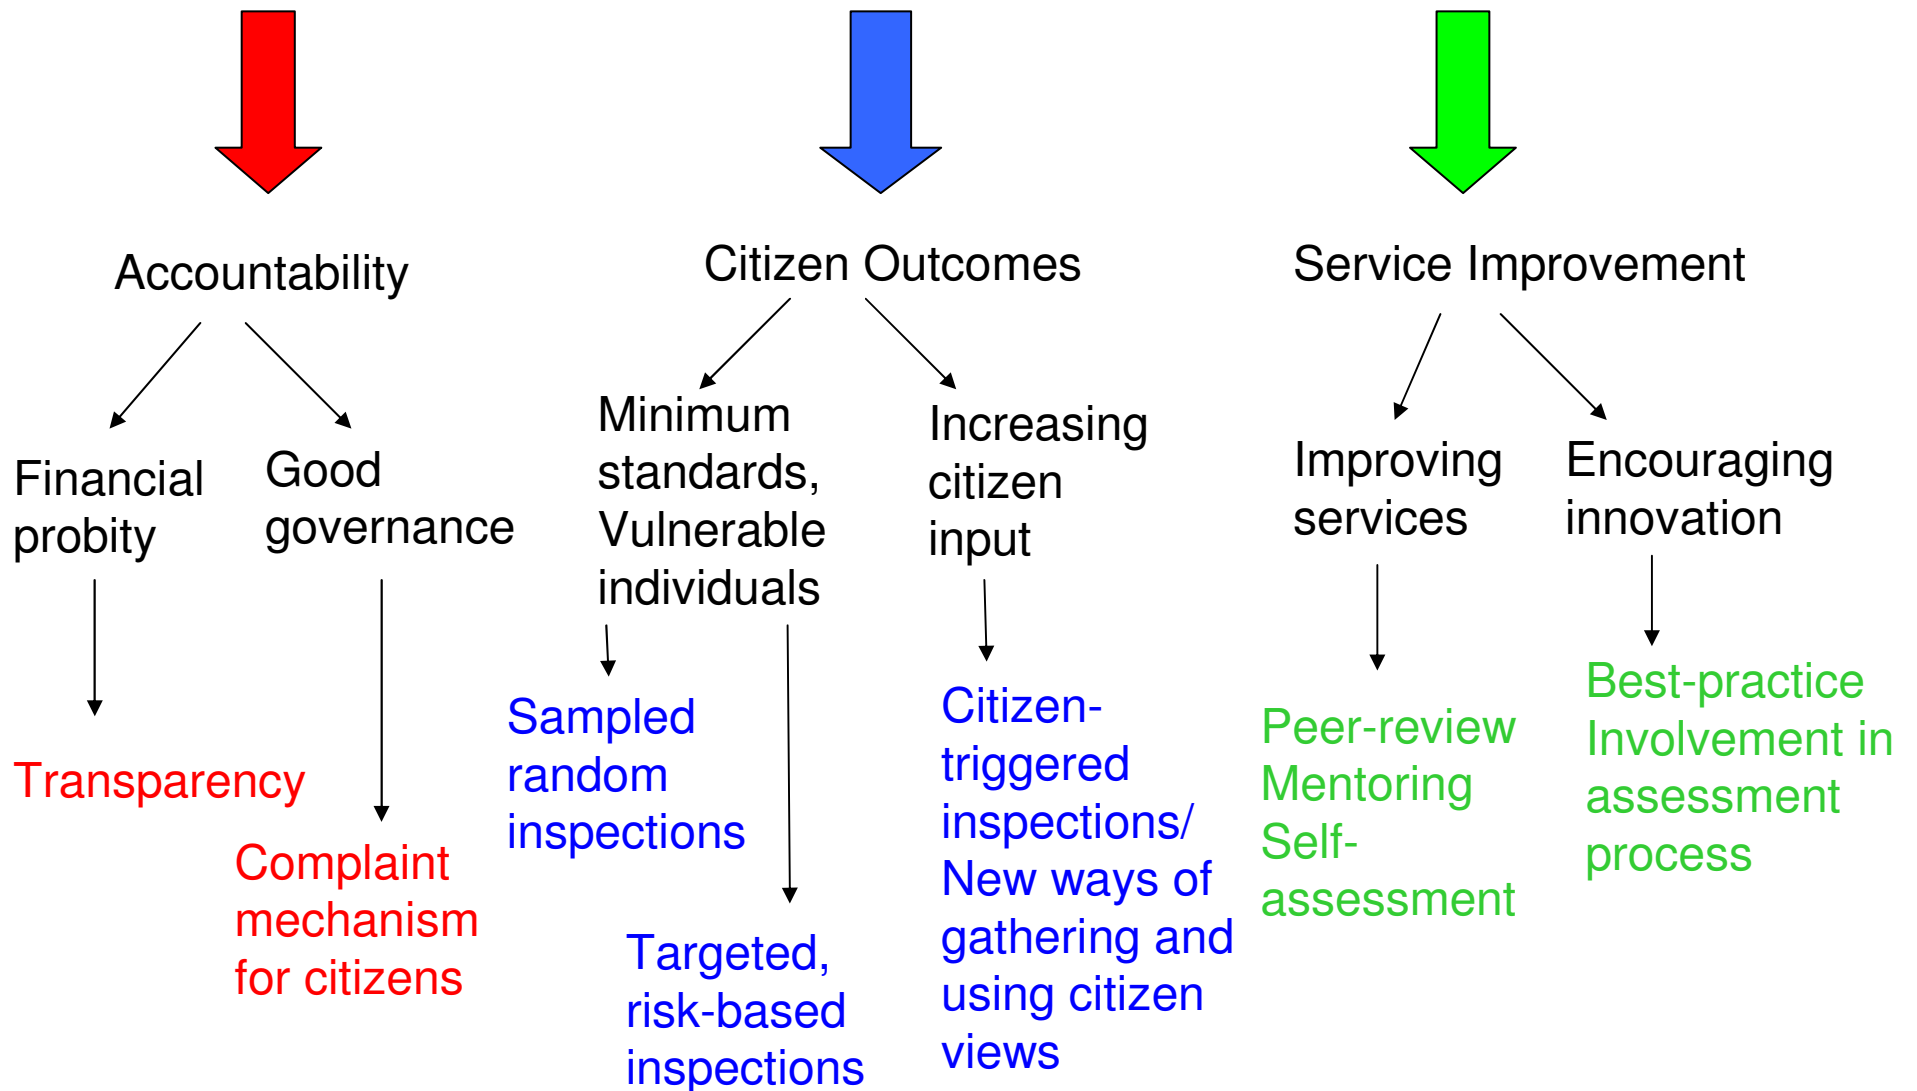 Accountability
Financial
probity
Good
governance
Transparency
Complaint
mechanism
for citizens
Citizen Outcomes
Minimum
standards,
Vulnerable
individuals
Increasing
citizen
input
Sampled
random
inspections
Targeted,
risk-based
inspections
Citizen-
triggered
inspections/
New ways of
gathering and
using citizen
views
Service Improvement
Improving
services
Encouraging
innovation
Peer-review
Mentoring
Self-
assessment
Best-practice
Involvement in
assessment
process